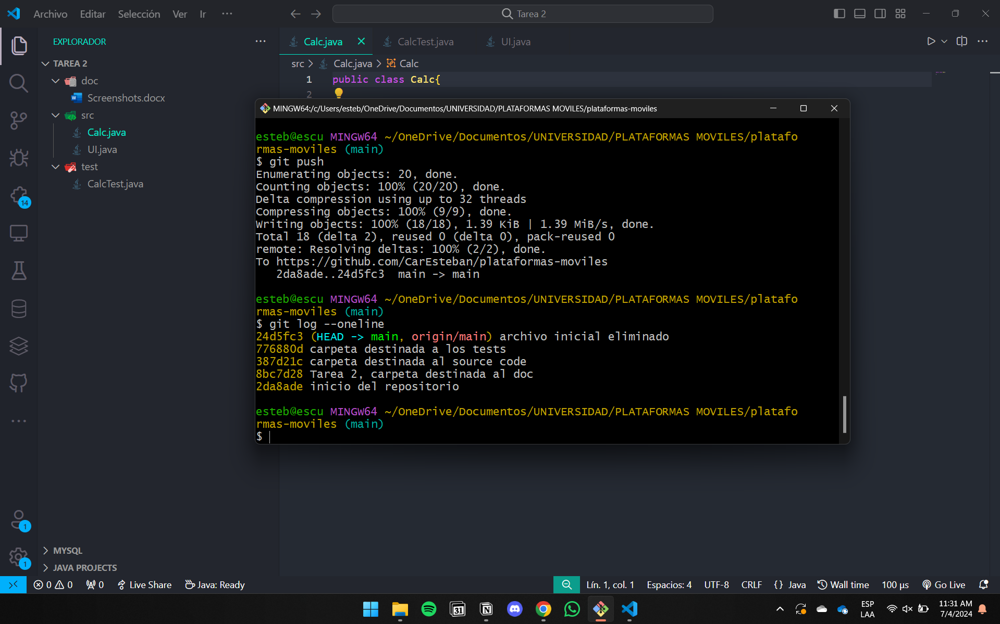 Archivo Editar Selección Ver Ir ···
Tarea 2
EXPLORADOR
TAREA 2
doc
Screenshots.docx
src
Calc.java
UI.java
test
CalcTest.java
MYSQL
JAVA PROJECTS
14
1
1
Calc.java CalcTest.java UI.java
src > Calc.java > Calc
1 public class Calc{
2
MINGW64:/c/Users/esteb/OneDrive/Documentos/UNIVERSIDAD/PLATAFORMAS MOVILES/plataformas-moviles
esteb@escu MINGW64 ~/OneDrive/Documentos/UNIVERSIDAD/PLATAFORMAS MOVILES/platafo
rmas-moviles (main)
$ git push
Enumerating objects: 20, done.
Counting objects: 100% (20/20), done.
Delta compression using up to 32 threads
Compressing objects: 100% (9/9), done.
Writing objects: 100% (18/18), 1.39 KiB | 1.39 MiB/s, done.
Total 18 (delta 2), reused 0 (delta 0), pack-reused 0
remote: Resolving deltas: 100% (2/2), done.
To https://github.com/CarEsteban/plataformas-moviles
   2da8ade..24d5fc3  main -> main
esteb@escu MINGW64 ~/OneDrive/Documentos/UNIVERSIDAD/PLATAFORMAS MOVILES/platafo
rmas-moviles (main)
$ git log --oneline
24d5fc3 (HEAD -> main, origin/main) archivo inicial eliminado
776880d carpeta destinada a los tests
387d21c carpeta destinada al source code
8bc7d28 Tarea 2, carpeta destinada al doc
2da8ade inicio del repositorio
esteb@escu MINGW64 ~/OneDrive/Documentos/UNIVERSIDAD/PLATAFORMAS MOVILES/platafo
rmas-moviles (main)
$
0 0 0 Live Share Java: Ready
Lín. 1, col. 1 Espacios: 4 UTF-8 CRLF {} Java Wall time 100 µs Go Live
31
N
ESP
LAA
11:31 AM
7/4/2024